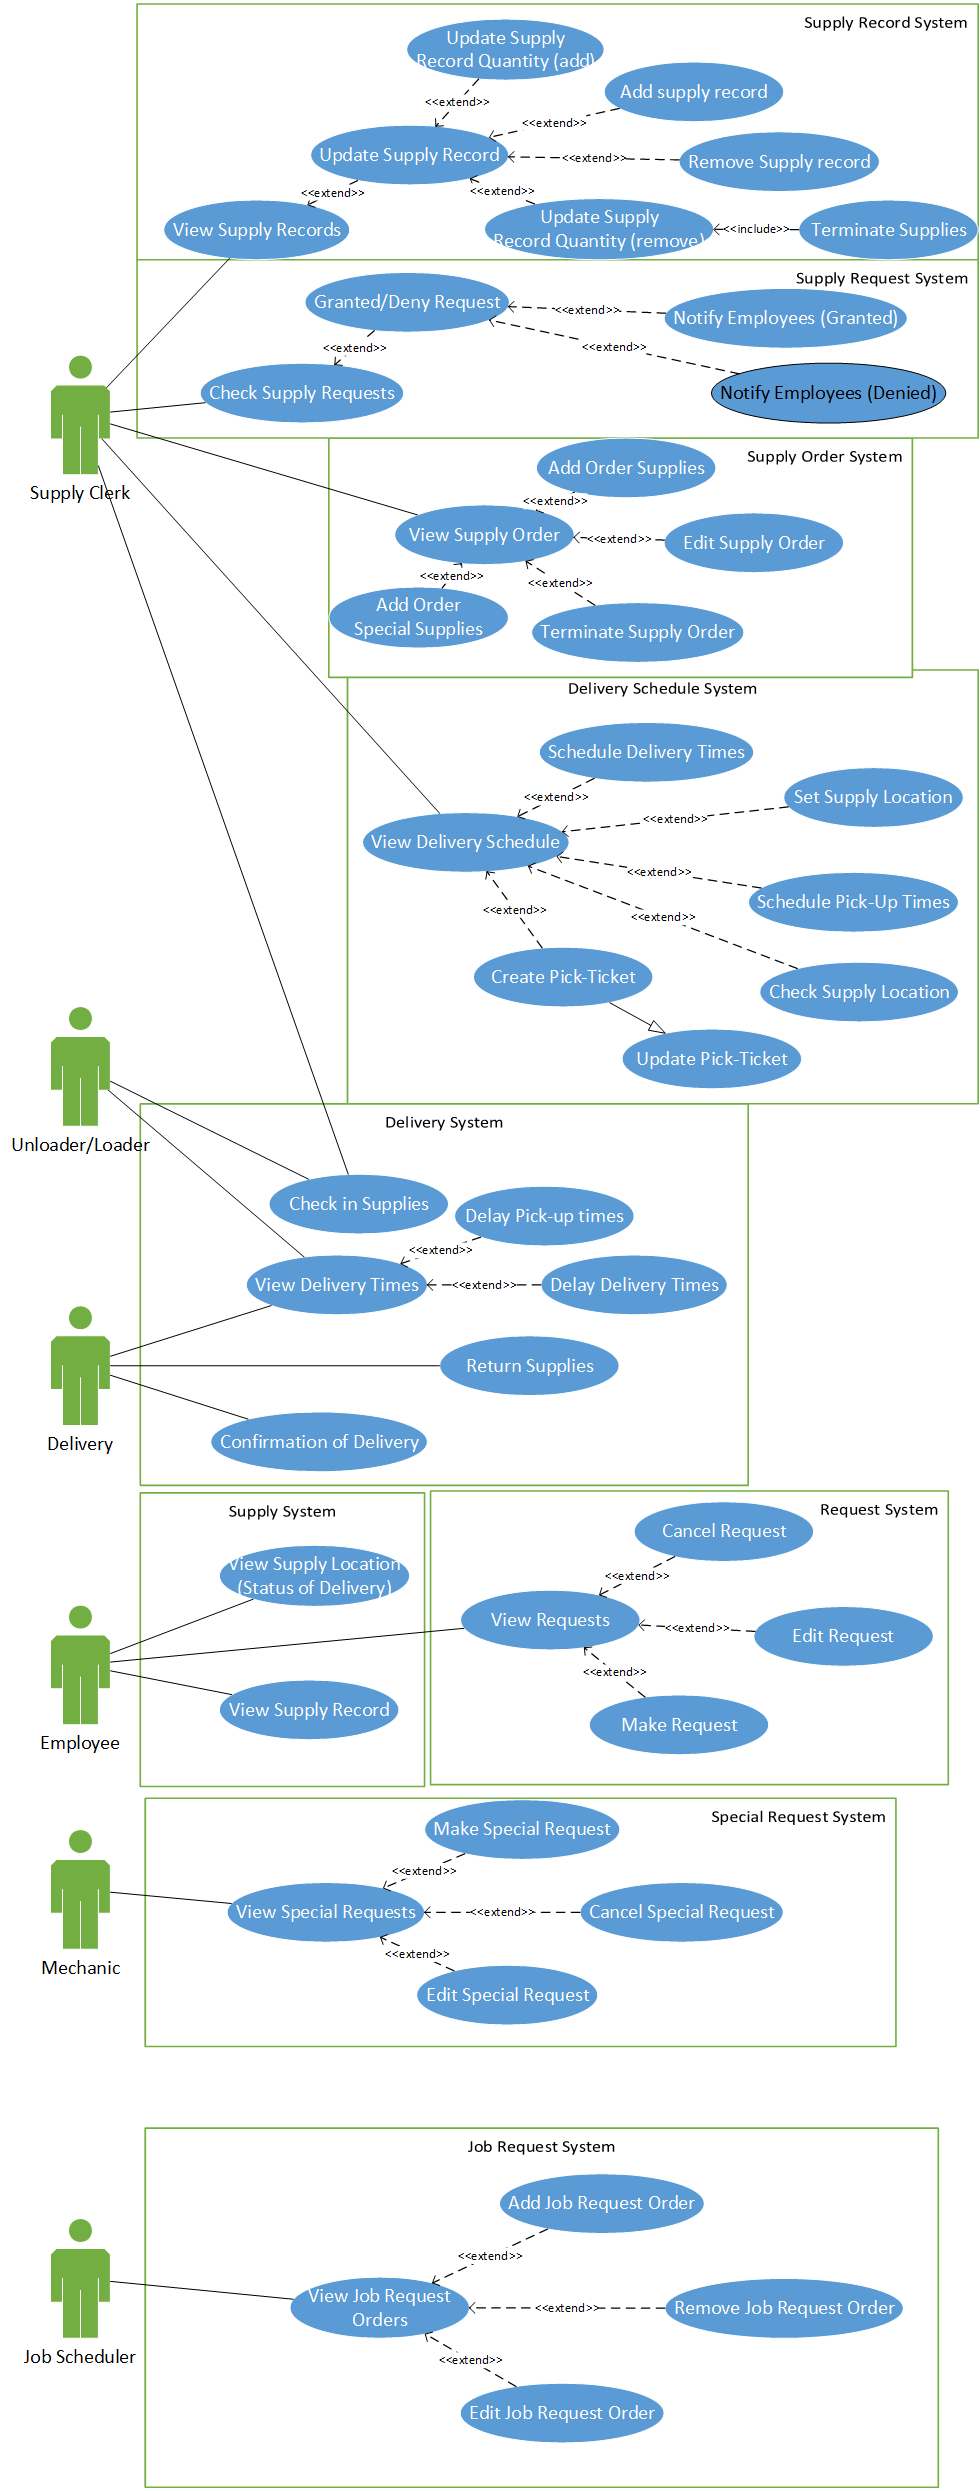 Supply Record System
Update Supply
Record Quantity (add)
<<extend>>
Add supply record
<<extend>>
Update Supply Record
<<extend>>
Remove Supply record
<<extend>>
<<extend>>
Update Supply
Record Quantity (remove)
View Supply Records
<<include>>
Terminate Supplies
Supply Request System
Granted/Deny Request
<<extend>>
Notify Employees (Granted)
<<extend>>
<<extend>>
Check Supply Requests
Notify Employees (Denied)
Supply Clerk
Supply Order System
Add Order Supplies
<<extend>>
View Supply Order
<<extend>>
Edit Supply Order
<<extend>>
<<extend>>
Add Order
Special Supplies
Terminate Supply Order
Delivery Schedule System
Schedule Delivery Times
<<extend>>
Set Supply Location
<<extend>>
View Delivery Schedule
<<extend>>
Schedule Pick-Up Times
<<extend>>
<<extend>>
Create Pick-Ticket
Check Supply Location
Update Pick-Ticket
Unloader/Loader
Delivery System
Check in Supplies
Delay Pick-up times
<<extend>>
View Delivery Times
<<extend>>
Delay Delivery Times
Return Supplies
Confirmation of Delivery
Delivery
Supply System
View Supply Location
(Status of Delivery)
View Supply Record
Employee
Request System
Cancel Request
<<extend>>
View Requests
<<extend>>
Edit Request
<<extend>>
Make Request
Special Request System
Make Special Request
<<extend>>
View Special Requests
<<extend>>
Cancel Special Request
<<extend>>
Edit Special Request
Mechanic
Job Request System
Add Job Request Order
<<extend>>
View Job Request
Orders
<<extend>>
Remove Job Request Order
<<extend>>
Edit Job Request Order
Job Scheduler